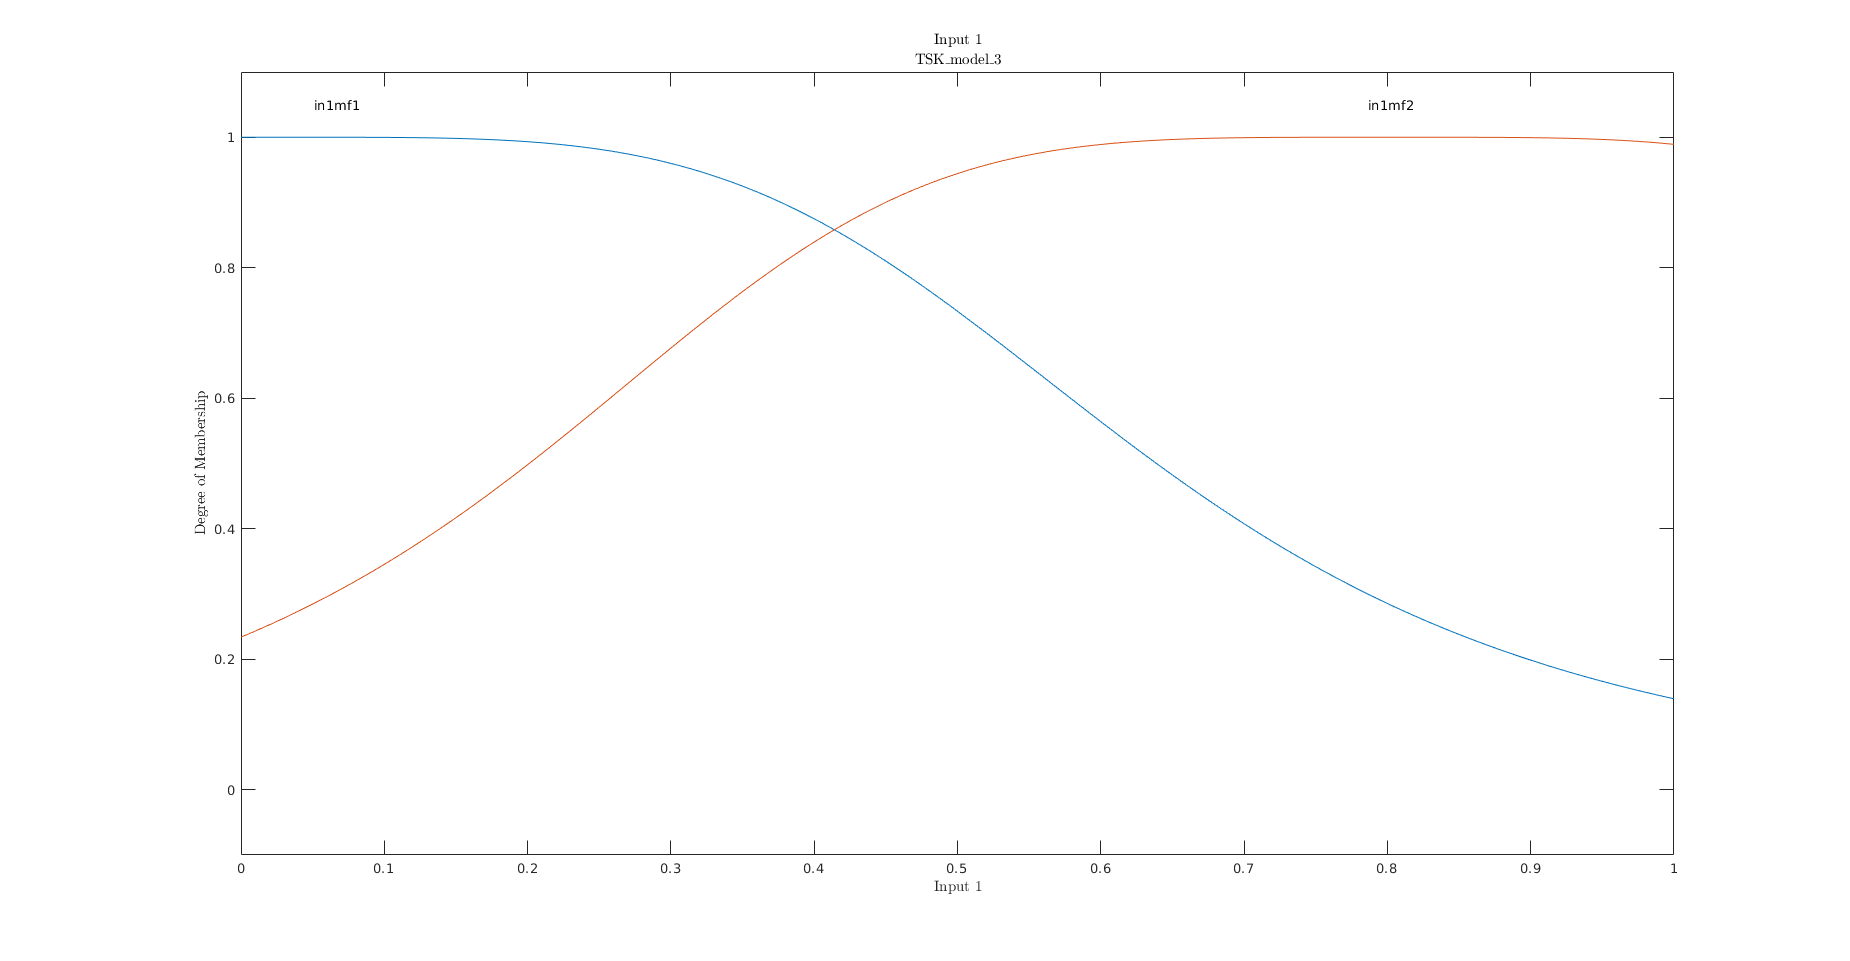 Input 1
TSK_model_3
in1mf1
in1mf2
1
0.8
0.6
0.4
0.2
0
Degree of Membership
0 0.1 0.2 0.3 0.4 0.5 0.6 0.7 0.8 0.9 1
Input 1